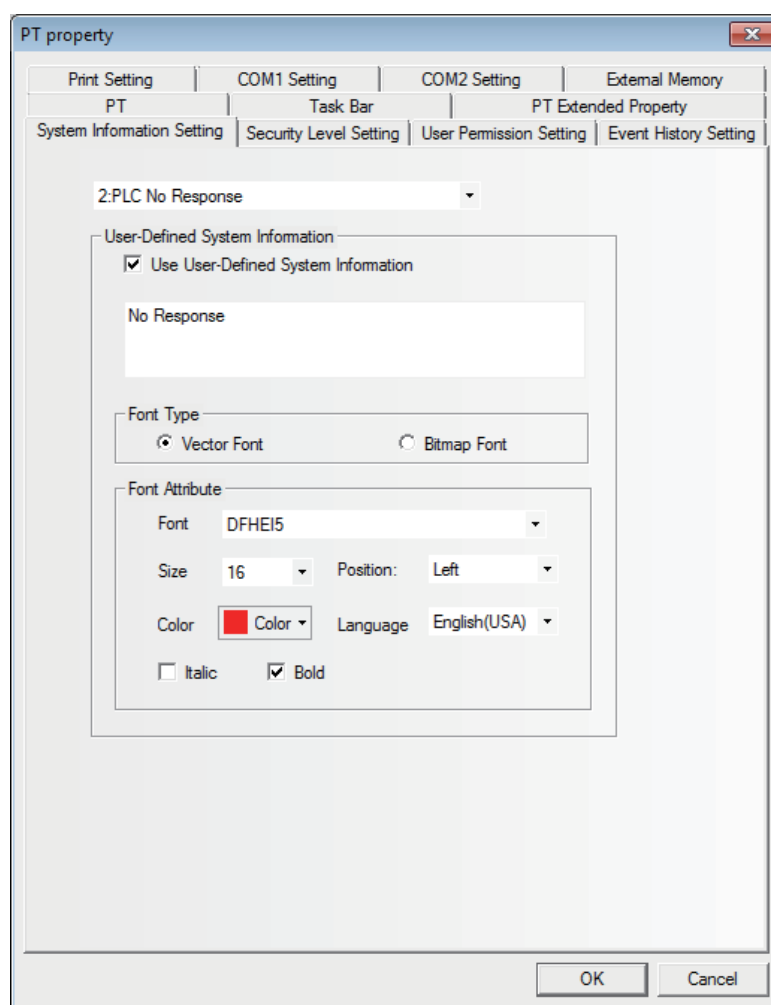 PT property
Print Setting COM1 Setting COM2 Setting External Memory
PT Task Bar PT Extended Property
System Information Setting Security Level Setting User Permission Setting Event History Setting
2:PLC No Response
User-Defined System Information
Use User-Defined System Information
No Response
Font Type
Vector Font Bitmap Font
Font Attribute
Font DFHEI5
Size 16 Position: Left
Color Color Language English(USA)
Italic Bold
OK Cancel